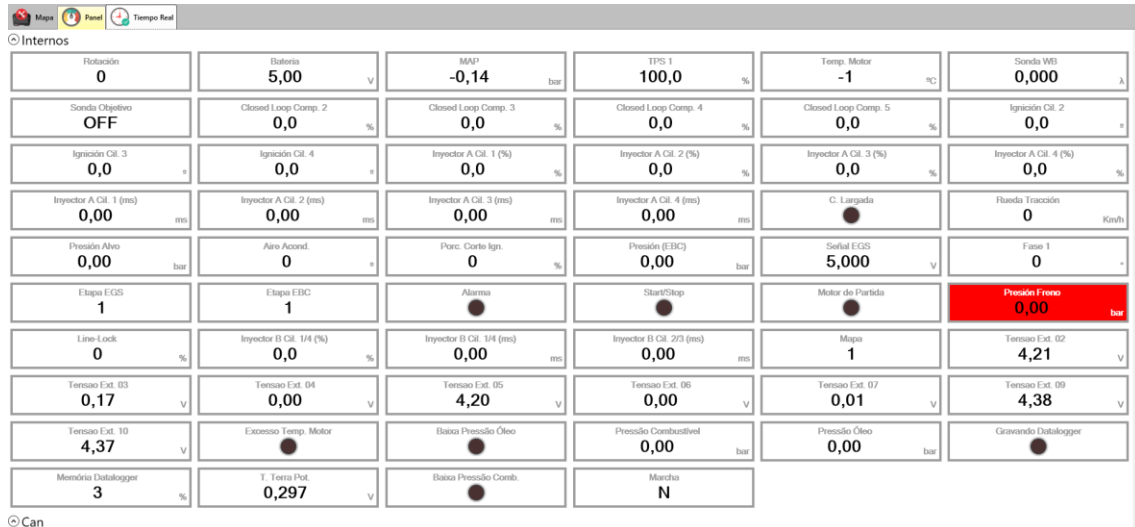 Mapa Panel Tiempo Real
Internos
Rotación
0
Bateria
5,00 V
MAP
-0,14 bar
TPS 1
100,0 %
Temp. Motor
-1 ºC
Sonda WB
0,000 λ
Sonda Objetivo
OFF
Closed Loop Comp. 2
0,0 %
Closed Loop Comp. 3
0,0 %
Closed Loop Comp. 4
0,0 %
Closed Loop Comp. 5
0,0 %
Ignición Cil. 2
0,0 º
Ignición Cil. 3
0,0 º
Ignición Cil. 4
0,0 º
Inyector A Cil. 1 (%)
0,0 %
Inyector A Cil. 2 (%)
0,0 %
Inyector A Cil. 3 (%)
0,0 %
Inyector A Cil. 4 (%)
0,0 %
Inyector A Cil. 1 (ms)
0,00 ms
Inyector A Cil. 2 (ms)
0,00 ms
Inyector A Cil. 3 (ms)
0,00 ms
Inyector A Cil. 4 (ms)
0,00 ms
C. Largada
Rueda Tracción
0 Km/h
Presión Alvo
0,00 bar
Aire Acond.
0 º
Porc. Corte Ign.
0 %
Presión (EBC)
0,00 bar
Señal EGS
5,000 V
Fase 1
0
Etapa EGS
1
Etapa EBC
1
Alarma
Start/Stop
Motor de Partida
Presión Freno
0,00 bar
Line-Lock
0 %
Inyector B Cil. 1/4 (%)
0,0 %
Inyector B Cil. 1/4 (ms)
0,00 ms
Inyector B Cil. 2/3 (ms)
0,00 ms
Mapa
1
Tensao Ext. 02
4,21 V
Tensao Ext. 03
0,17 V
Tensao Ext. 04
0,00 V
Tensao Ext. 05
4,20 V
Tensao Ext. 06
0,00 V
Tensao Ext. 07
0,01 V
Tensao Ext. 09
4,38 V
Tensao Ext. 10
4,37 V
Excesso Temp. Motor
Baixa Pressão Óleo
Pressão Combustível
0,00 bar
Pressão Óleo
0,00 bar
Gravando Datalogger
Memória Datalogger
3 %
T. Terra Pot.
0,297 V
Baixa Pressão Comb.
Marcha
N
Can